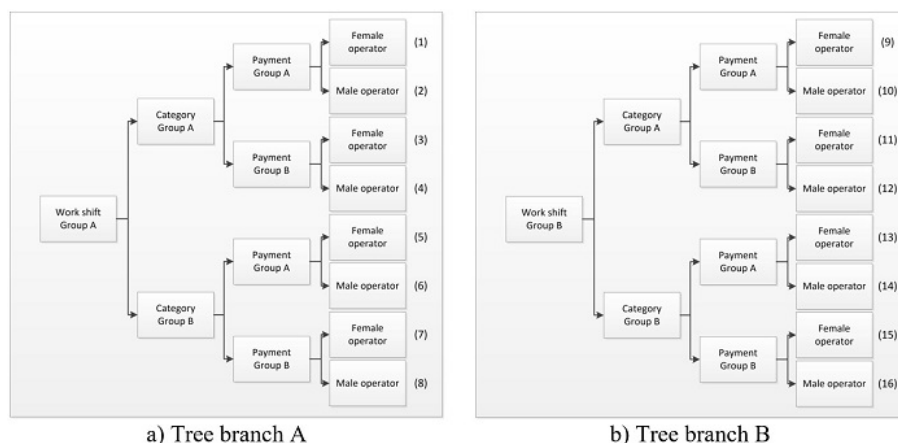 Work shift
Group A
Category
Group A
Category
Group B
Payment
Group A
Payment
Group B
Payment
Group A
Payment
Group B
Female
operator
(1)
Male operator
(2)
Female
operator
(3)
Male operator
(4)
Female
operator
(5)
Male operator
(6)
Female
operator
(7)
Male operator
(8)
a) Tree branch A
Work shift
Group B
Category
Group A
Category
Group B
Payment
Group A
Payment
Group B
Payment
Group A
Payment
Group B
Female
operator
(9)
Male operator
(10)
Female
operator
(11)
Male operator
(12)
Female
operator
(13)
Male operator
(14)
Female
operator
(15)
Male operator
(16)
b) Tree branch B